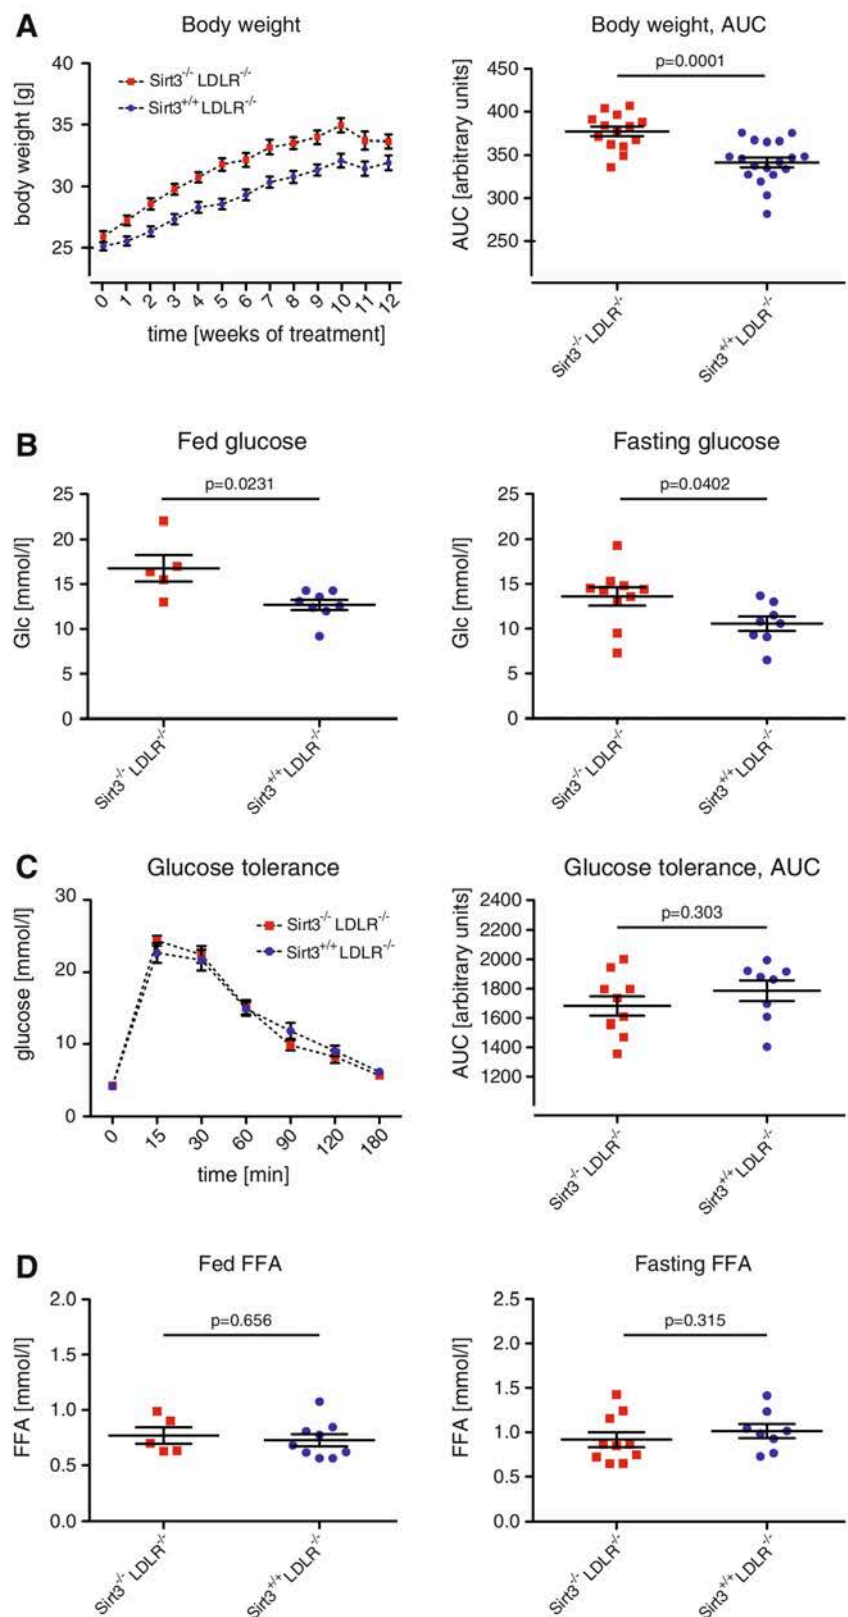 A
Body weight
body weight [g]
40
35
30
25
Sirt3-/- LDLR-/-
Sirt3+/+ LDLR-/-
0 1 2 3 4 5 6 7 8 9 10 11 12
time [weeks of treatment]
Body weight, AUC
p=0.0001
AUC [arbitrary units]
450
400
350
300
250
Sirt3-/- LDLR-/-
Sirt3+/+ LDLR-/-
B
Fed glucose
p=0.0231
Glc [mmol/l]
25
20
15
10
5
0
Sirt3-/- LDLR-/-
Sirt3+/+ LDLR-/-
Fasting glucose
p=0.0402
Glc [mmol/l]
25
20
15
10
5
0
Sirt3-/- LDLR-/-
Sirt3+/+ LDLR-/-
C
Glucose tolerance
glucose [mmol/l]
30
20
10
0
Sirt3-/- LDLR-/-
Sirt3+/+ LDLR-/-
0 15 30 60 90 120 180
time [min]
Glucose tolerance, AUC
p=0.303
AUC [arbitrary units]
2400
2200
2000
1800
1600
1400
1200
Sirt3-/- LDLR-/-
Sirt3+/+ LDLR-/-
D
Fed FFA
p=0.656
FFA [mmol/l]
2.0
1.5
1.0
0.5
0.0
Sirt3-/- LDLR-/-
Sirt3+/+ LDLR-/-
Fasting FFA
p=0.315
FFA [mmol/l]
2.5
2.0
1.5
1.0
0.5
0.0
Sirt3-/- LDLR-/-
Sirt3+/+ LDLR-/-